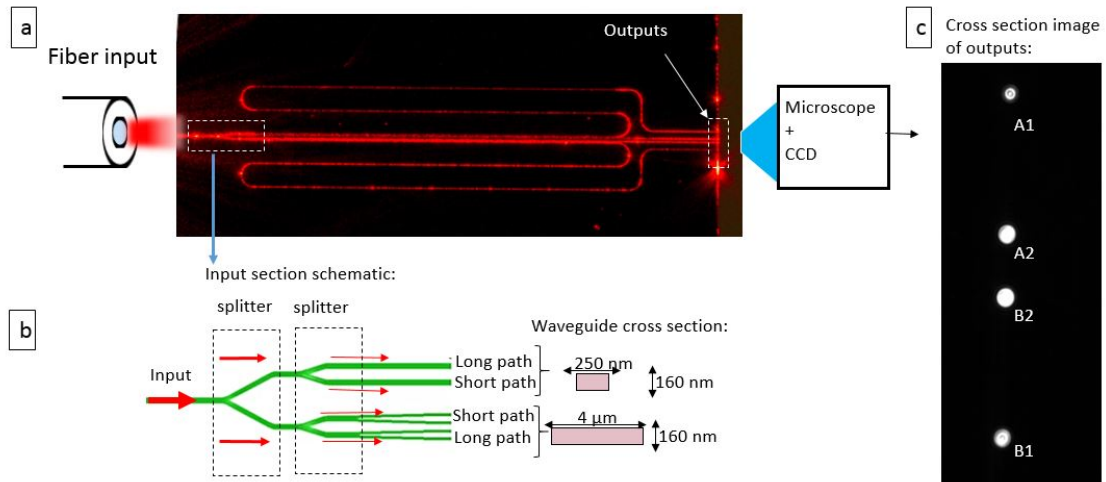 a
Fiber input
Outputs
Microscope
+
CCD
c
Cross section image
of outputs:
A1
A2
B2
B1
Input section schematic:
b
splitter
splitter
Input
Long path
Short path
Short path
Long path
Waveguide cross section:
250 nm
160 nm
4 μm
160 nm